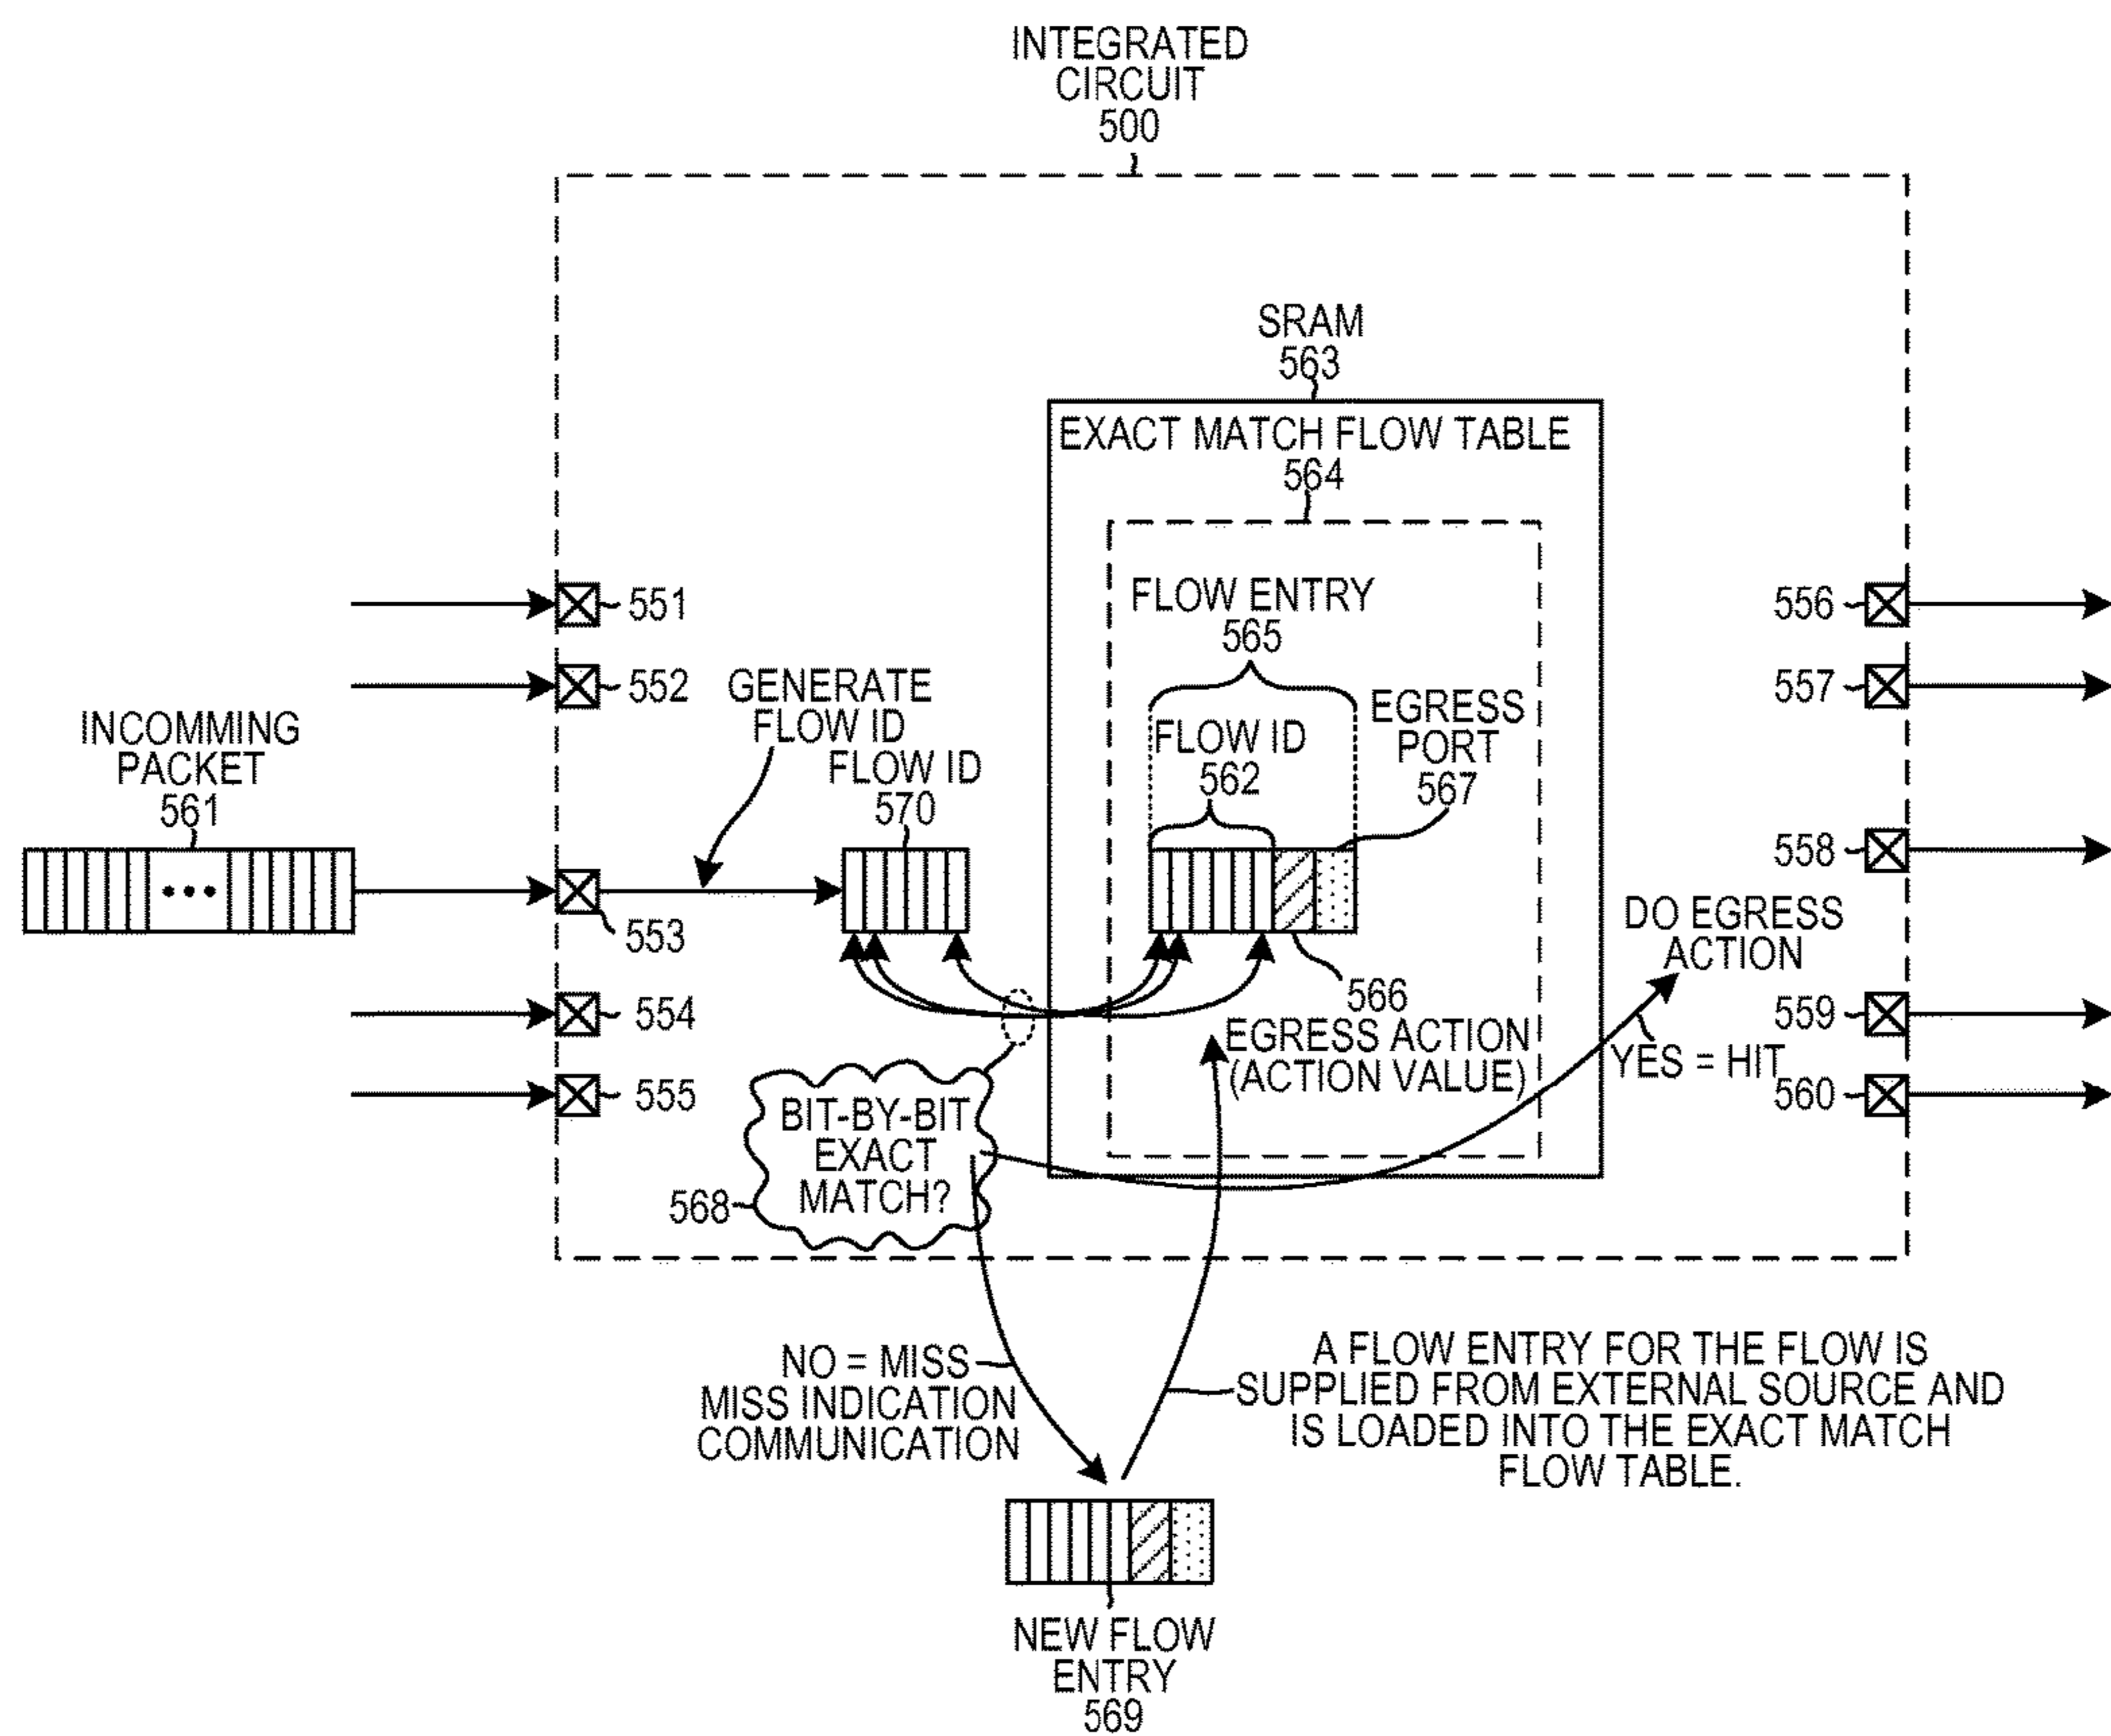 INTEGRATED
CIRCUIT
500
SRAM
563
EXACT MATCH FLOW TABLE
564
FLOW ENTRY
565
551
552
GENERATE
FLOW ID
FLOW ID
570
INCOMMING
PACKET
561
FLOW ID
562
EGRESS
PORT
567
556
557
558
553
DO EGRESS
ACTION
554
555
566
EGRESS ACTION
(ACTION VALUE)
559
YES = HIT
560
BIT-BY-BIT
EXACT
MATCH?
568
NO = MISS
MISS INDICATION
COMMUNICATION
A FLOW ENTRY FOR THE FLOW IS
SUPPLIED FROM EXTERNAL SOURCE AND
IS LOADED INTO THE EXACT MATCH
FLOW TABLE.
NEW FLOW
ENTRY
569